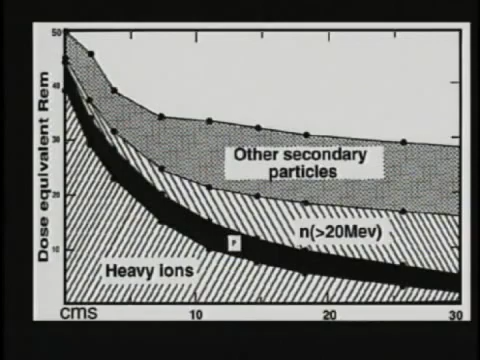 50
40
30
20
10
Dose equivalent Rem
Other secondary
particles
n(>20Mev)
P
Heavy ions
cms
10
20
30